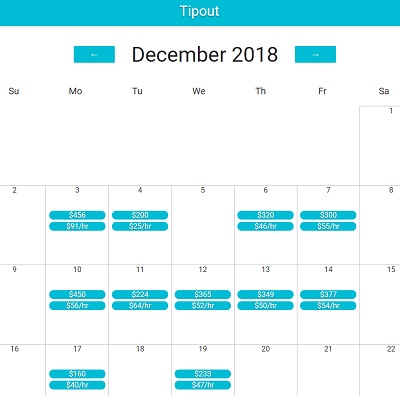 Tipout
← December 2018 →
Su Mo Tu We Th Fr Sa
1
2 3 4 5 6 7 8
$456 $200 $320 $300
$91/hr $25/hr $46/hr $55/hr
9 10 11 12 13 14 15
$450 $224 $365 $349 $377
$56/hr $64/hr $52/hr $50/hr $54/hr
16 17 18 19 20 21 22
$160 $233
$40/hr $47/hr